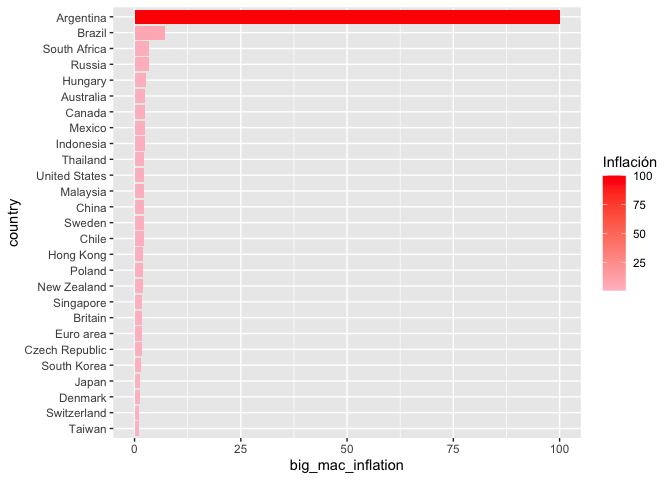 Argentina
Brazil
South Africa
Russia
Hungary
Australia
Canada
Mexico
Indonesia
Thailand
United States
Malaysia
China
Sweden
Chile
Hong Kong
Poland
New Zealand
Singapore
Britain
Euro area
Czech Republic
South Korea
Japan
Denmark
Switzerland
Taiwan
country
0 25 50 75 100
big_mac_inflation
Inflación
100
75
50
25